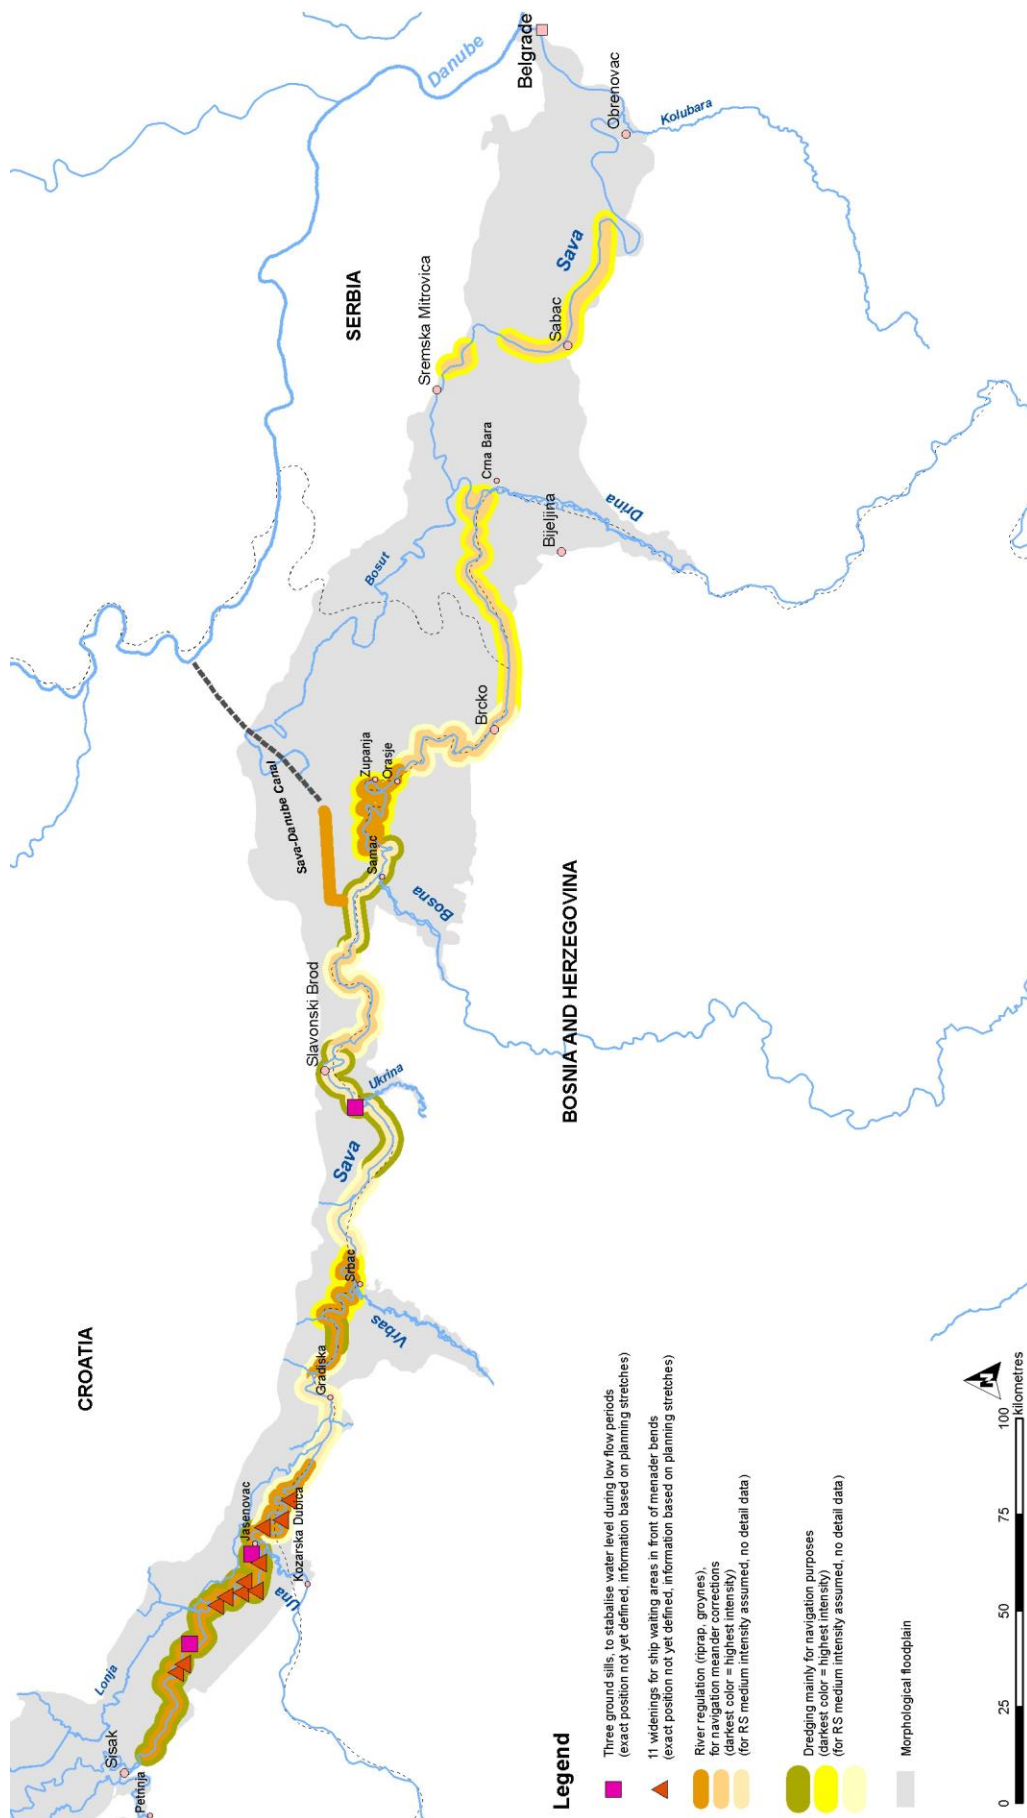 CROATIA
SERBIA
BOSNIA AND HERZEGOVINA
Petrinja
Sisak
Lonja
Jasenovac
Una
Kozarska Dubica
Gradiska
Vrbas
Srbac
Sava
Ukrina
Slavonski Brod
Bosna
Samac
Sava-Danube Canal
Zupanja
Orasje
Brcko
Bosut
Bijeljina
Drina
Crna Bara
Sremska Mitrovica
Sabac
Sava
Obrenovac
Kolubara
Belgrade
Danube
Legend
Three ground sills, to stabalise water level during low flow periods
(exact position not yet defined, information based on planning stretches)
11 widenings for ship waiting areas in front of menader bends
(exact position not yet defined, information based on planning stretches)
River regulation (riprap, groynes),
for navigation meander corrections
(darkest color = highest intensity)
(for RS medium intensity assumed, no detail data)
Dredging mainly for navigation purposes
(darkest color = highest intensity)
(for RS medium intensity assumed, no detail data)
Morphological floodplain
0 25 50 75 100
kilometres
N